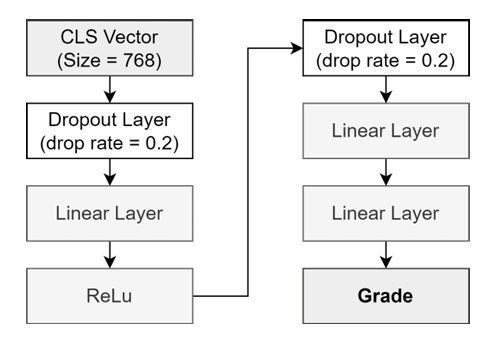 CLS Vector
(Size = 768)
Dropout Layer
(drop rate = 0.2)
Linear Layer
ReLu
Dropout Layer
(drop rate = 0.2)
Linear Layer
Linear Layer
Grade